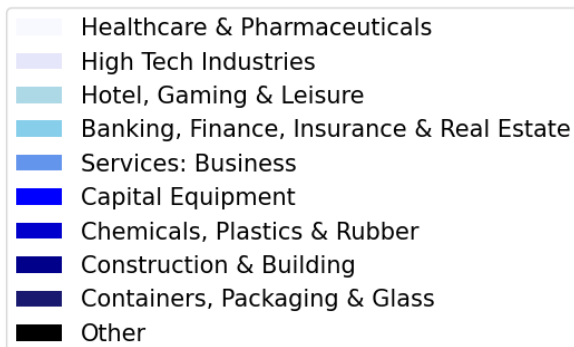 Healthcare & Pharmaceuticals
High Tech Industries
Hotel, Gaming & Leisure
Banking, Finance, Insurance & Real Estate
Services: Business
Capital Equipment
Chemicals, Plastics & Rubber
Construction & Building
Containers, Packaging & Glass
Other